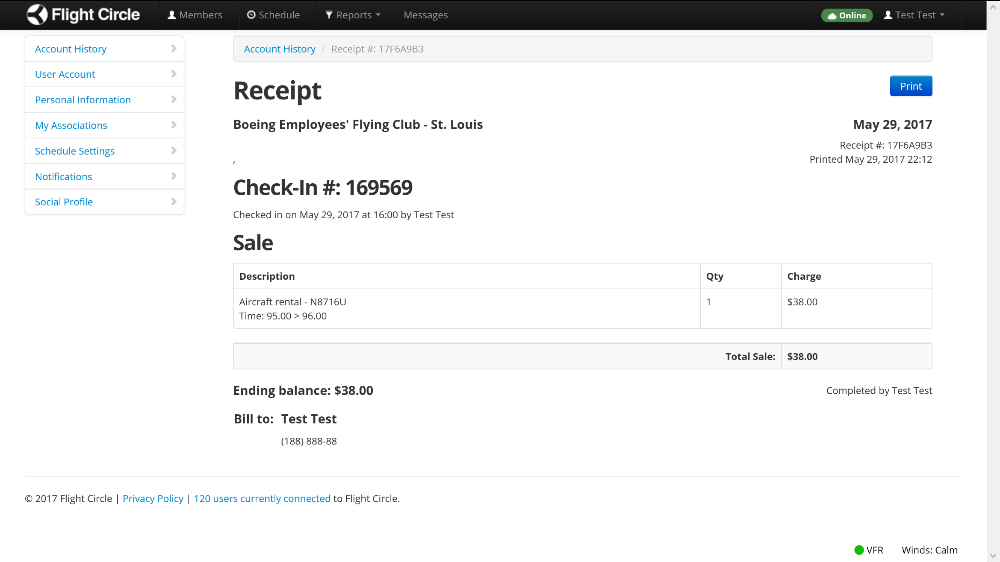 Flight Circle
Members
Schedule
Reports
Messages
Online
Test Test
Account History
User Account
Personal Information
My Associations
Schedule Settings
Notifications
Social Profile
Account History / Receipt #: 17F6A9B3
Receipt
Print
Boeing Employees' Flying Club - St. Louis
May 29, 2017
Receipt #: 17F6A9B3
,
Printed May 29, 2017 22:12
Check-In #: 169569
Checked in on May 29, 2017 at 16:00 by Test Test
Sale
Description Qty Charge
Aircraft rental - N8716U 1 $38.00
Time: 95.00 > 96.00
Total Sale: $38.00
Ending balance: $38.00
Completed by Test Test
Bill to: Test Test
(188) 888-88
© 2017 Flight Circle | Privacy Policy | 120 users currently connected to Flight Circle.
VFR
Winds: Calm